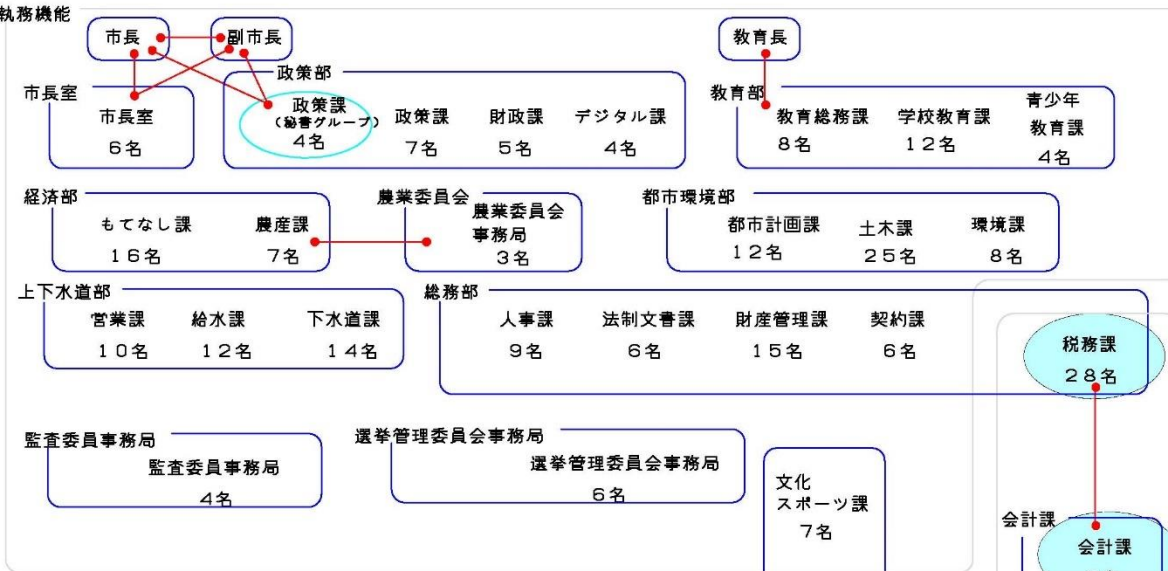 執務機能
市長
副市長
教育長
市長室
市長室
6名
政策部
政策課
(秘書グループ)
4名
政策課
7名
財政課
5名
デジタル課
4名
教育部
教育総務課
8名
学校教育課
12名
青少年
教育課
4名
経済部
もてなし課
16名
農産課
7名
農業委員会
農業委員会
事務局
3名
都市環境部
都市計画課
12名
土木課
25名
環境課
8名
上下水道部
営業課
10名
給水課
12名
下水道課
14名
総務部
人事課
9名
法制文書課
6名
財産管理課
15名
契約課
6名
税務課
28名
監査委員事務局
監査委員事務局
4名
選挙管理委員会事務局
選挙管理委員会事務局
6名
文化
スポーツ課
7名
会計課
会計課